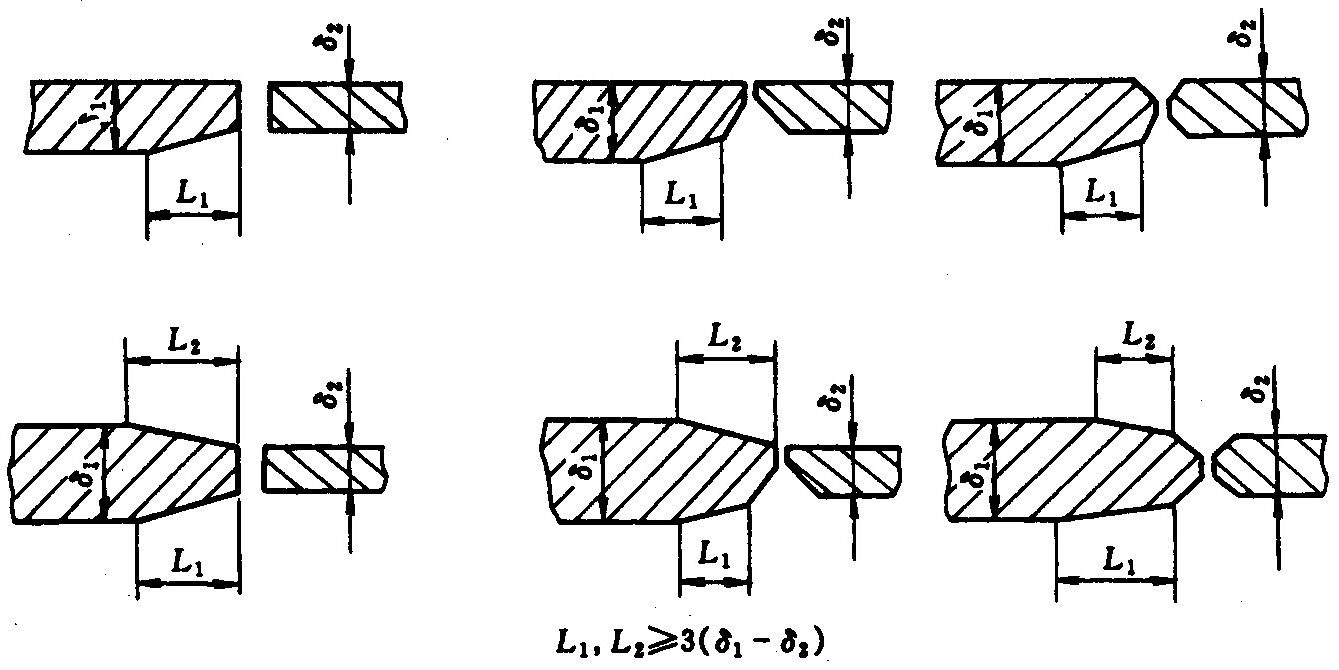 δ₂ δ₂ δ₂
δ₁ δ₁
L₁ L₁ L₁
L₂ L₂ L₂
δ₂ δ₂ δ₂
δ₁ δ₁ δ₁
L₁ L₁ L₁
L₁, L₂⩾3(δ₁－δ₂)